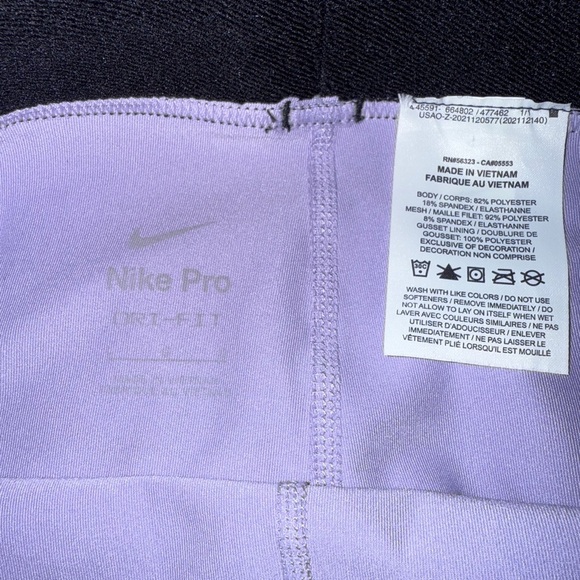 Nike Pro
DRI-FIT
45591- 664802 / 477462 1/1
USAO-Z-2021120577(202112140)
RN#56323 - CA#05553
MADE IN VIETNAM
FABRIQUE AU VIETNAM
BODY / CORPS: 82% POLYESTER
18% SPANDEX / ELASTHANNE
MESH / MAILLE FILET: 92% POLYESTER
8% SPANDEX / ELASTHANNE
GUSSET LINING / DOUBLURE DE
GOUSSET: 100% POLYESTER
EXCLUSIVE OF DECORATION /
DECORATION NON COMPRISE
WASH WITH LIKE COLORS / DO NOT USE
SOFTENERS / REMOVE IMMEDIATELY / DO
NOT ALLOW TO LAY ON ITSELF WHEN WET
LAVER AVEC COULEURS SIMILAIRES / NE PAS
UTILISER D'ADOUCISSEUR / ENLEVER
IMMÉDIATEMENT / NE PAS LAISSER LE
VÊTEMENT PLIÉ LORSQU'IL EST MOUILLÉ